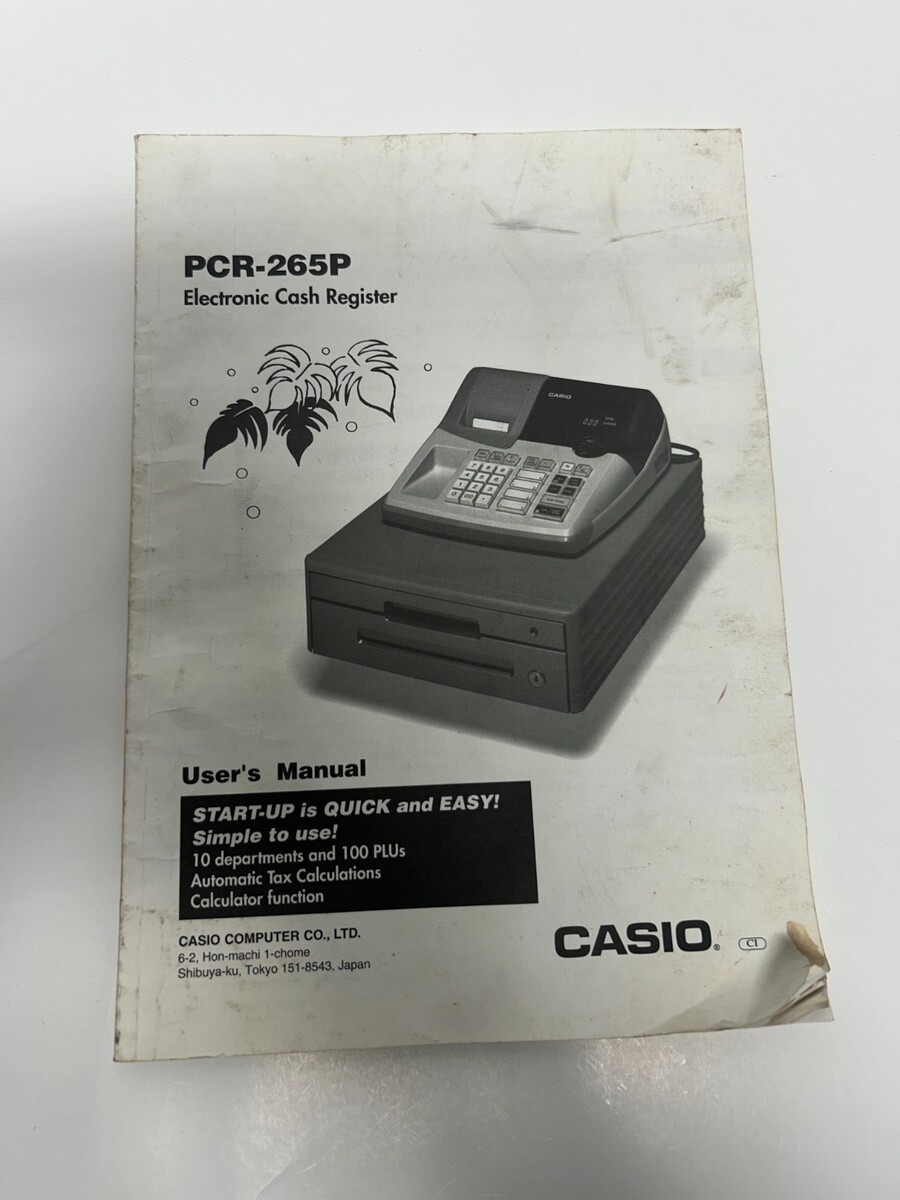 PCR-265P
Electronic Cash Register
CASIO
User's Manual
START-UP is QUICK and EASY!
Simple to use!
10 departments and 100 PLUs
Automatic Tax Calculations
Calculator function
CASIO COMPUTER CO., LTD.
6-2, Hon-machi 1-chome
Shibuya-ku, Tokyo 151-8543, Japan
CASIO®
CI